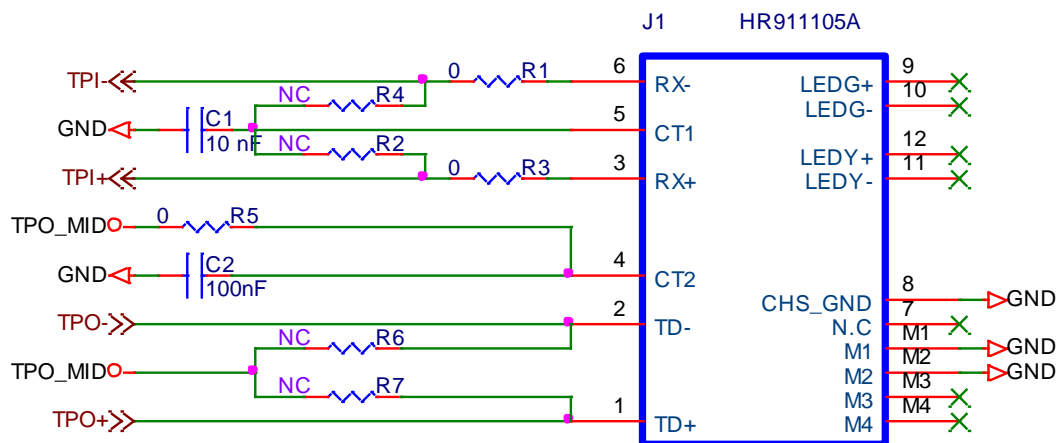 J1 HR911105A
TPI- 0 R1 6 RX- LEDG+ 9
NC R4 LEDG- 10
GND C1 5 CT1
10 nF
NC R2 LEDY+ 12
TPI+ 0 R3 3 RX+ LEDY- 11
TPO_MID 0 R5
GND C2 4 CT2
100nF
CHS_GND 8 GND
TPO- 2 TD- N.C 7
NC R6 M1 M1 GND
TPO_MID M2 M2 GND
NC R7 M3 M3
TPO+ 1 TD+ M4 M4